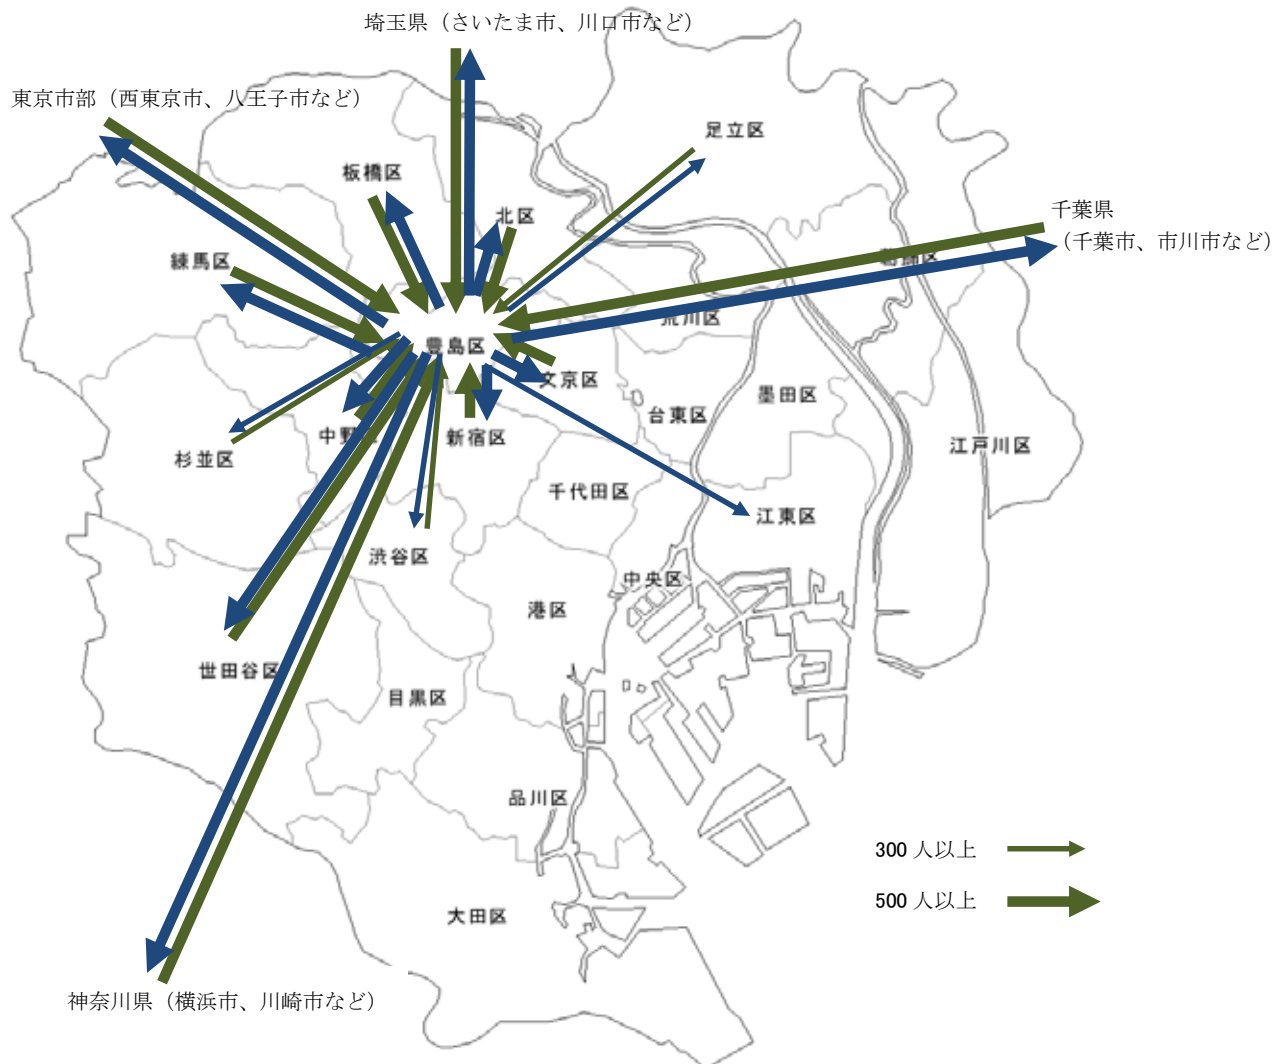 埼玉県（さいたま市、川口市など）
東京市部（西東京市、八王子市など）
足立区
板橋区
北区
千葉県
（千葉市、市川市など）
練馬区
荒川区
豊島区
文京区
墨田区
台東区
中野
新宿区
江戸川区
杉並区
千代田区
江東区
渋谷区
中央区
港区
世田谷区
目黒区
品川区
300 人以上
500 人以上
大田区
神奈川県（横浜市、川崎市など）